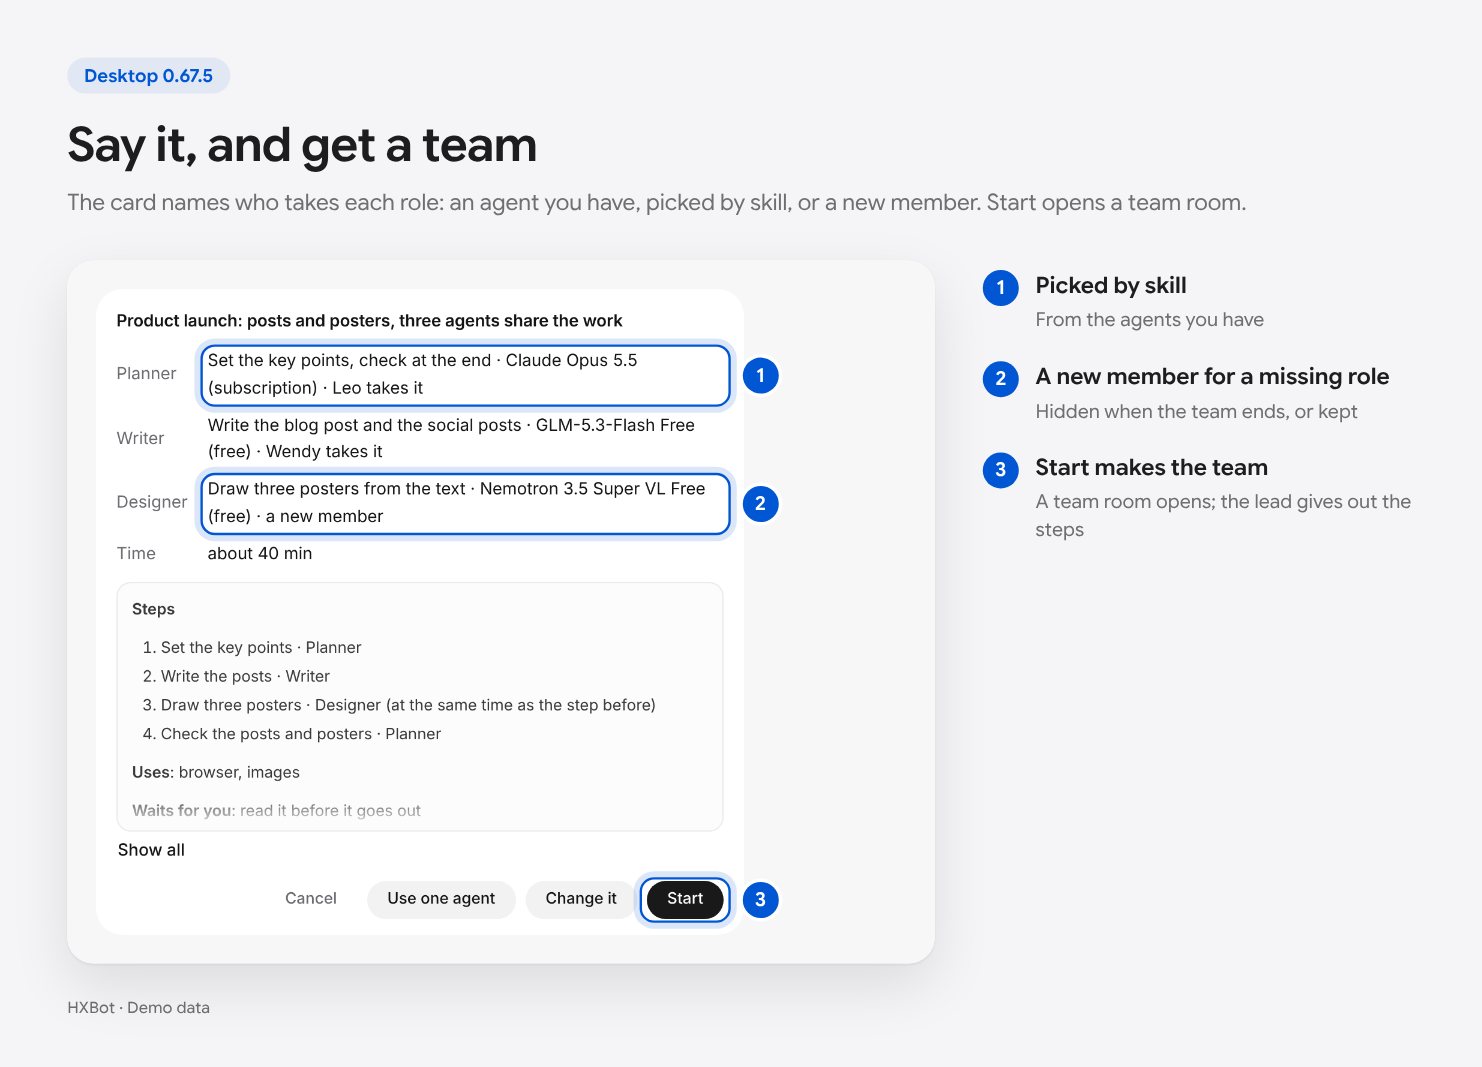 Desktop 0.67.5
Say it, and get a team
The card names who takes each role: an agent you have, picked by skill, or a new member. Start opens a team room.
Product launch: posts and posters, three agents share the work
Planner
Set the key points, check at the end · Claude Opus 5.5
(subscription) · Leo takes it
1
Writer
Write the blog post and the social posts · GLM-5.3-Flash Free
(free) · Wendy takes it
Designer
Draw three posters from the text · Nemotron 3.5 Super VL Free
(free) · a new member
2
Time
about 40 min
Steps
1. Set the key points · Planner
2. Write the posts · Writer
3. Draw three posters · Designer (at the same time as the step before)
4. Check the posts and posters · Planner
Uses: browser, images
Waits for you: read it before it goes out
Show all
Cancel
Use one agent
Change it
Start
3
1
Picked by skill
From the agents you have
2
A new member for a missing role
Hidden when the team ends, or kept
3
Start makes the team
A team room opens; the lead gives out the
steps
HXBot · Demo data